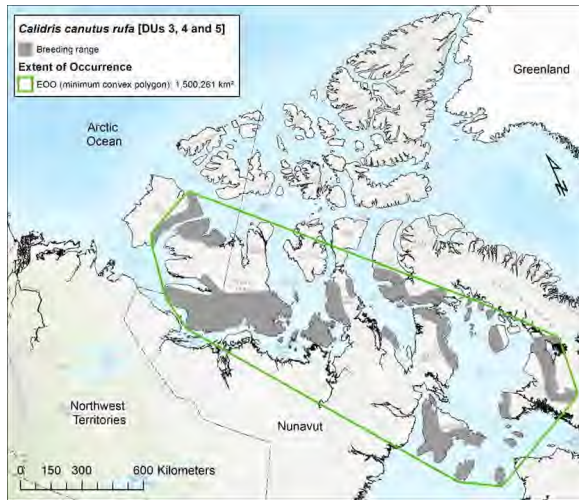 Calidris canutus rufa [DUs 3, 4 and 5]
Breeding range
Extent of Occurrence
EOO (minimum convex polygon): 1,500,261 km²
Greenland
Arctic
Ocean
Northwest
Territories
Nunavut
0 150 300 600 Kilometers